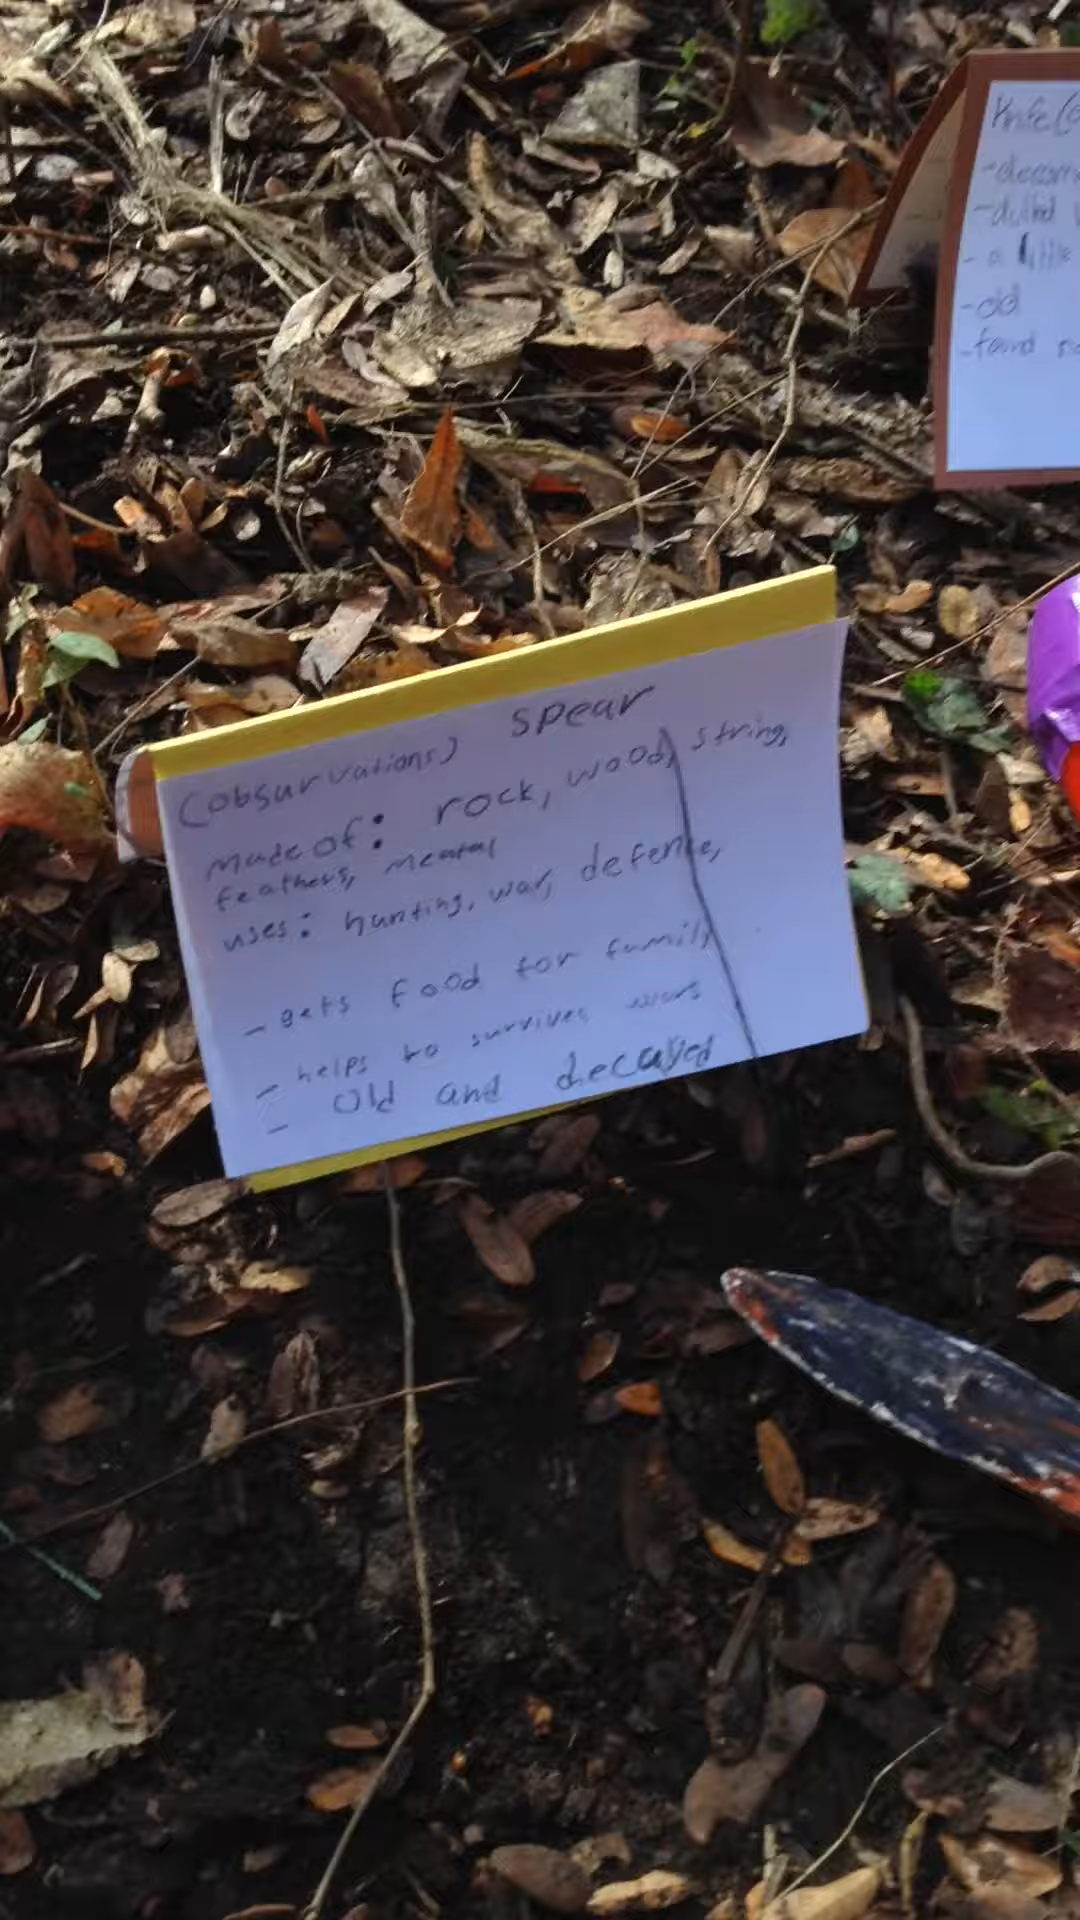 spear
(obsurvations)
made of: rock, wood, string,
feathers, meatal
uses: hunting, war, defence,
- gets food for family
- helps to survives wars
- old and decayed
Knife
- dulled
- a little
- old
- found